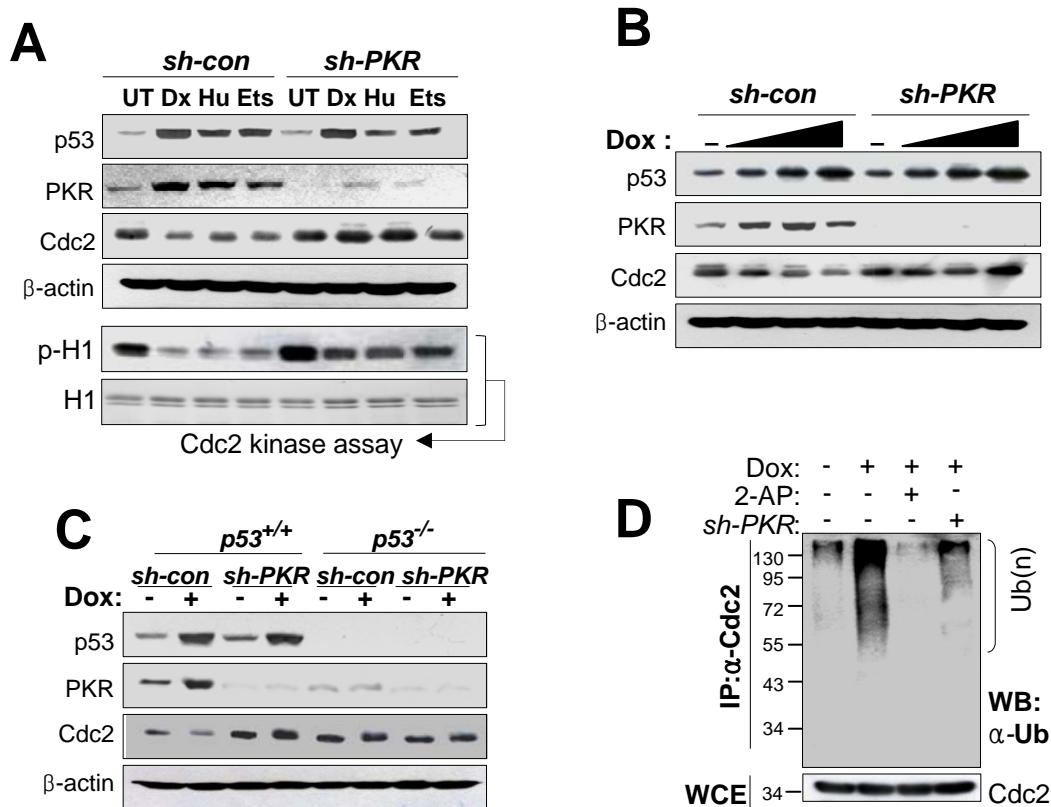 A
sh-con sh-PKR
UT Dx Hu Ets UT Dx Hu Ets
p53
PKR
Cdc2
β-actin
p-H1
H1
Cdc2 kinase assay
B
sh-con sh-PKR
Dox : – –
p53
PKR
Cdc2
β-actin
C
p53+/+ p53-/-
sh-con sh-PKR sh-con sh-PKR
Dox: - + - + - + - +
p53
PKR
Cdc2
β-actin
D
Dox: - + + +
2-AP: - - + -
sh-PKR: - - - +
IP:α-Cdc2
130
95
72
55
43
34
Ub(n)
WB:
α-Ub
WCE 34 Cdc2